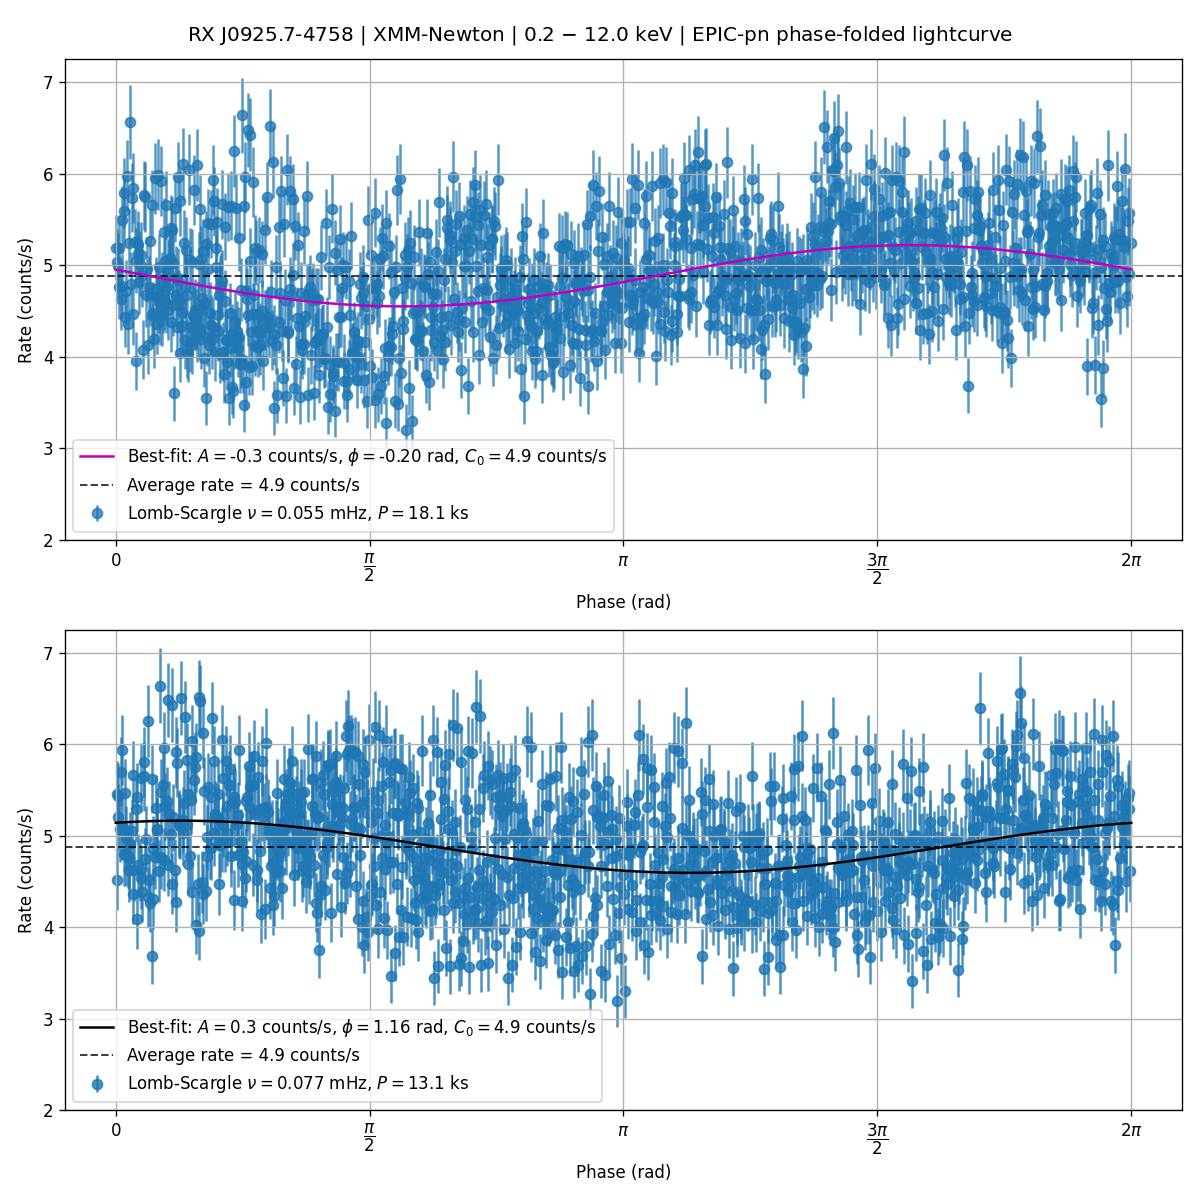 RX J0925.7-4758 | XMM-Newton | 0.2 − 12.0 keV | EPIC-pn phase-folded lightcurve
7
6
5
4
3
2
Rate (counts/s)
Best-fit: A = -0.3 counts/s, ϕ = -0.20 rad, C₀ = 4.9 counts/s
Average rate = 4.9 counts/s
Lomb-Scargle ν = 0.055 mHz, P = 18.1 ks
0 π/2 π 3π/2 2π
Phase (rad)
7
6
5
4
3
2
Rate (counts/s)
Best-fit: A = 0.3 counts/s, ϕ = 1.16 rad, C₀ = 4.9 counts/s
Average rate = 4.9 counts/s
Lomb-Scargle ν = 0.077 mHz, P = 13.1 ks
0 π/2 π 3π/2 2π
Phase (rad)